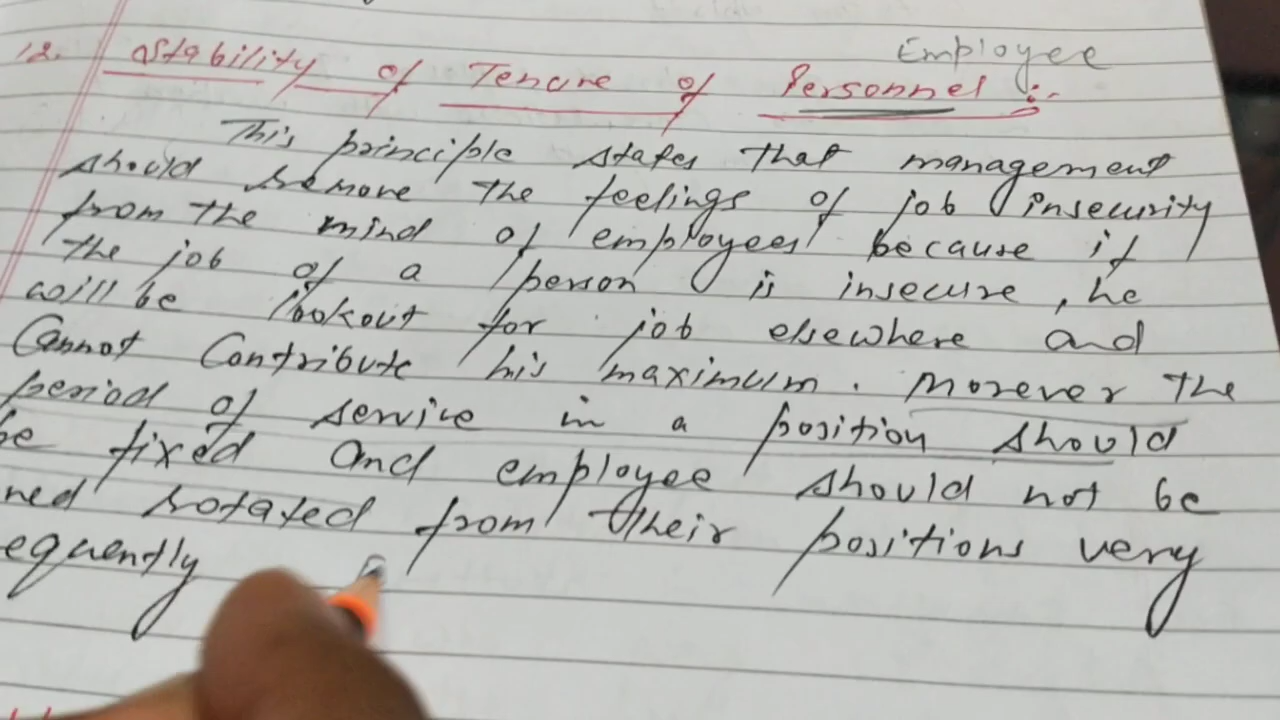 Employee
12. Stability of Tenure of Personnel :-
This principle states that management
should remove the feelings of job insecurity
from the mind of employees because if
the job of a person is insecure, he
will be lookout for job elsewhere and
Cannot Contribute his maximum. Morever the
period of service in a position should
be fixed and employee should not be
ned rotated from their positions very
equently